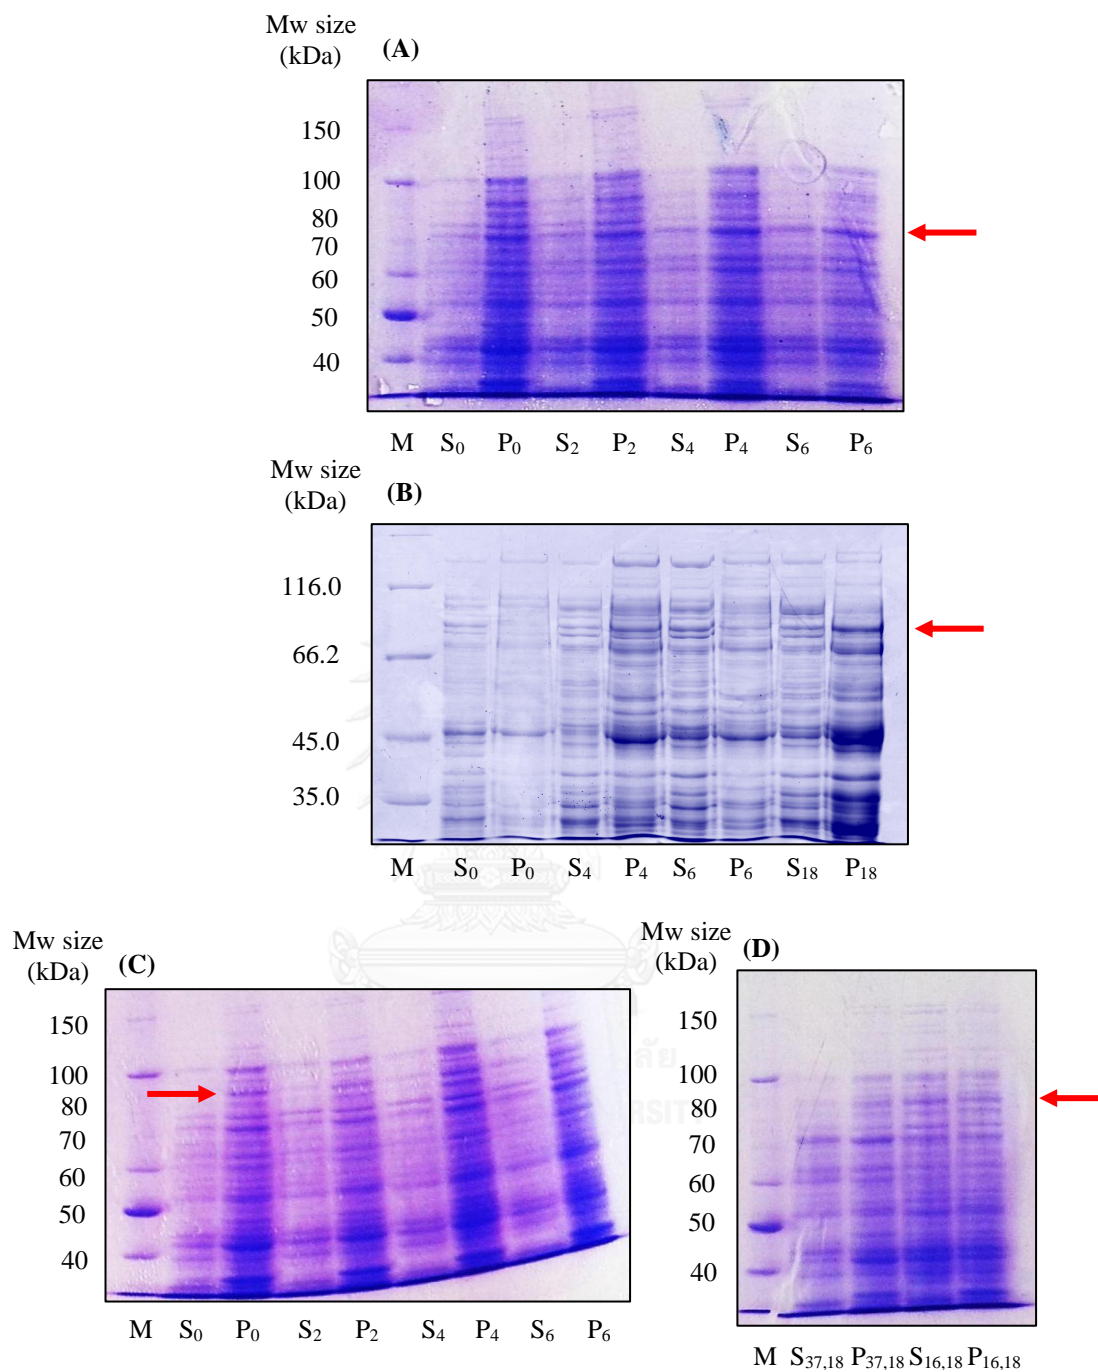 Mw size
(kDa)
(A)
150
100
80
70
60
50
40
M S₀ P₀ S₂ P₂ S₄ P₄ S₆ P₆
Mw size
(kDa)
(B)
116.0
66.2
45.0
35.0
M S₀ P₀ S₄ P₄ S₆ P₆ S₁₈ P₁₈
Mw size
(kDa)
(C)
150
100
80
70
60
50
40
M S₀ P₀ S₂ P₂ S₄ P₄ S₆ P₆
Mw size
(kDa)
(D)
150
100
80
70
60
50
40
M S₃₇,₁₈ P₃₇,₁₈ S₁₆,₁₈ P₁₆,₁₈
ลัย
RSITY